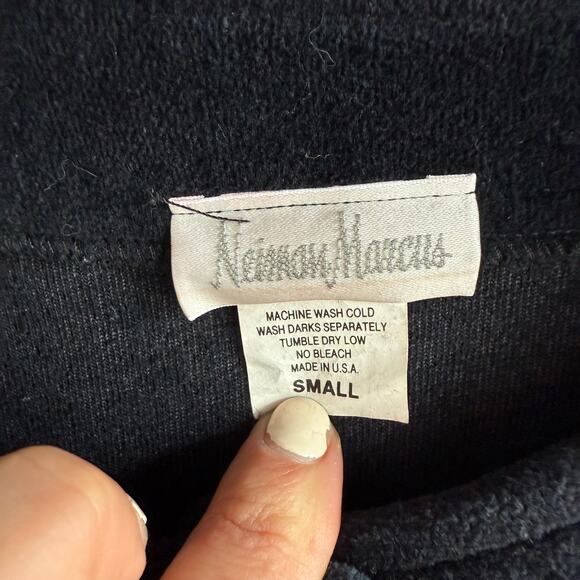 Neiman Marcus
MACHINE WASH COLD
WASH DARKS SEPARATELY
TUMBLE DRY LOW
NO BLEACH
MADE IN U.S.A.
SMALL